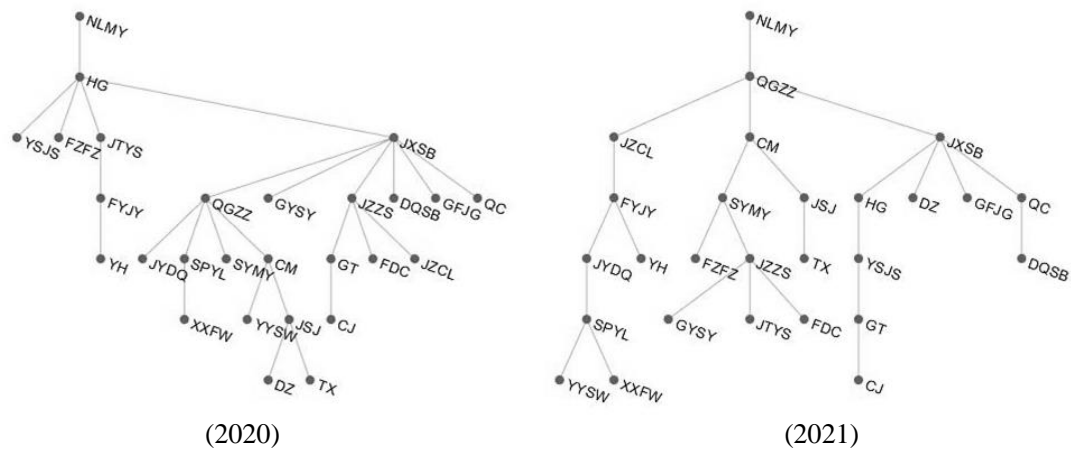 NLMY
HG
YSJS
FZFZ
JTYS
JXSB
FYJY
QGZZ
GYSY
JZZS
DQSB
GFJG
QC
YH
JYDQ
SPYL
SYMY
CM
GT
FDC
JZCL
XXFW
YYSW
JSJ
CJ
DZ
TX
(2020)
NLMY
QGZZ
JZCL
CM
JXSB
FYJY
SYMY
JSJ
HG
DZ
GFJG
QC
JYDQ
YH
FZFZ
JZZS
TX
YSJS
DQSB
SPYL
GYSY
JTYS
FDC
GT
YYSW
XXFW
CJ
(2021)